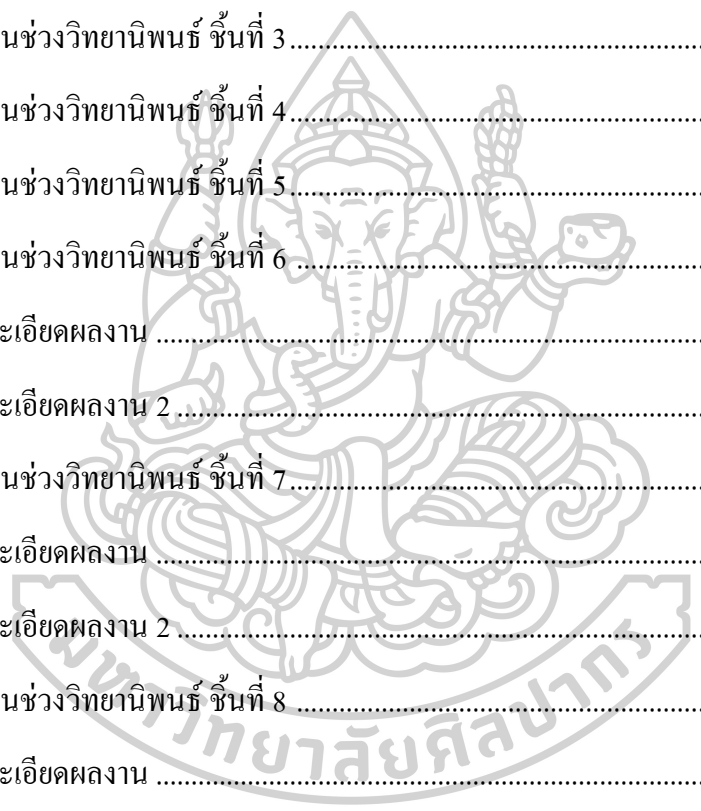 นช่วงวิทยานิพนธ์ ชิ้นที่ 3
นช่วงวิทยานิพนธ์ ชิ้นที่ 4
นช่วงวิทยานิพนธ์ ชิ้นที่ 5
นช่วงวิทยานิพนธ์ ชิ้นที่ 6
ะเอียดผลงาน
ะเอียดผลงาน 2
นช่วงวิทยานิพนธ์ ชิ้นที่ 7
ะเอียดผลงาน
ะเอียดผลงาน 2
นช่วงวิทยานิพนธ์ ชิ้นที่ 8
ะเอียดผลงาน
มหาวิทยาลัยศิลปากร